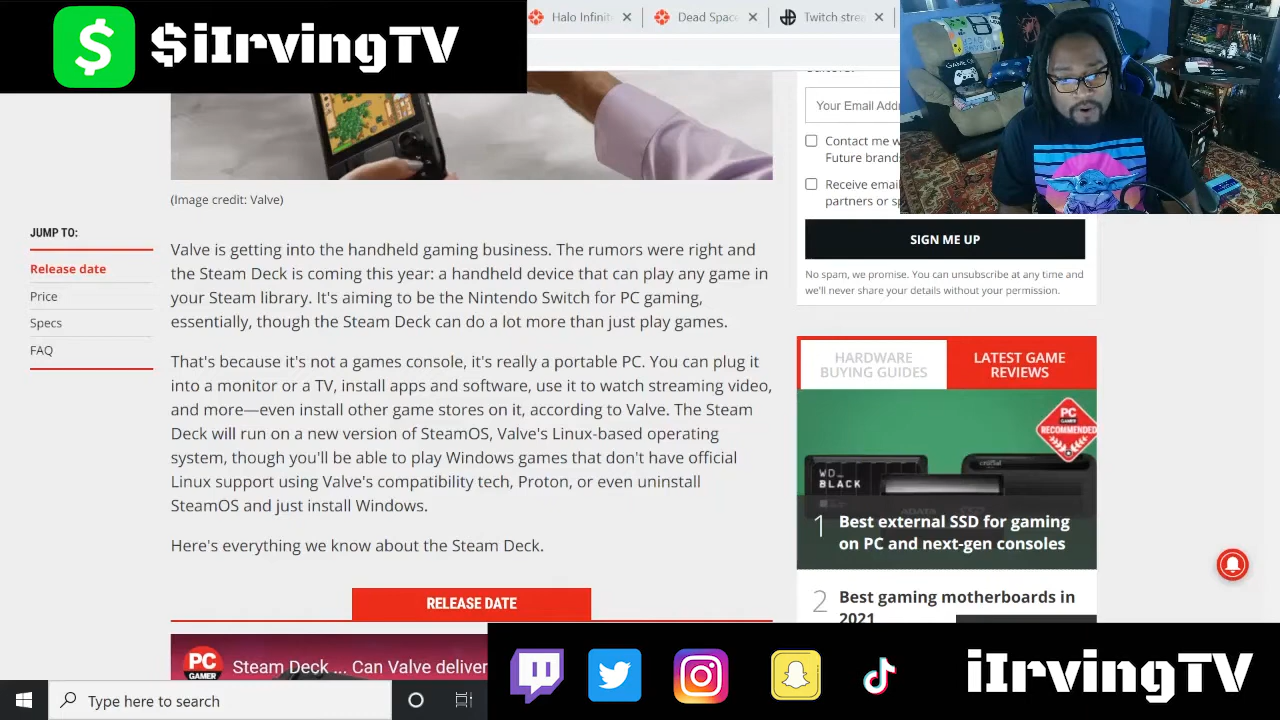 $iIrvingTV
Halo Infinit
Dead Space
Twitch strea
Your Email Addr
Contact me w
Future brand
Receive email
partners or sp
SIGN ME UP
No spam, we promise. You can unsubscribe at any time and
we'll never share your details without your permission.
(Image credit: Valve)
JUMP TO:
Release date
Price
Specs
FAQ
Valve is getting into the handheld gaming business. The rumors were right and
the Steam Deck is coming this year: a handheld device that can play any game in
your Steam library. It's aiming to be the Nintendo Switch for PC gaming,
essentially, though the Steam Deck can do a lot more than just play games.
That's because it's not a games console, it's really a portable PC. You can plug it
into a monitor or a TV, install apps and software, use it to watch streaming video,
and more—even install other game stores on it, according to Valve. The Steam
Deck will run on a new version of SteamOS, Valve's Linux-based operating
system, though you'll be able to play Windows games that don't have official
Linux support using Valve's compatibility tech, Proton, or even uninstall
SteamOS and just install Windows.
Here's everything we know about the Steam Deck.
RELEASE DATE
PC
GAMER
Steam Deck ... Can Valve deliver
HARDWARE
BUYING GUIDES
LATEST GAME
REVIEWS
PC
GAMER
RECOMMENDED
WD_
BLACK
crucial
ADATA
1
Best external SSD for gaming
on PC and next-gen consoles
2
Best gaming motherboards in
2021
Type here to search
iIrvingTV